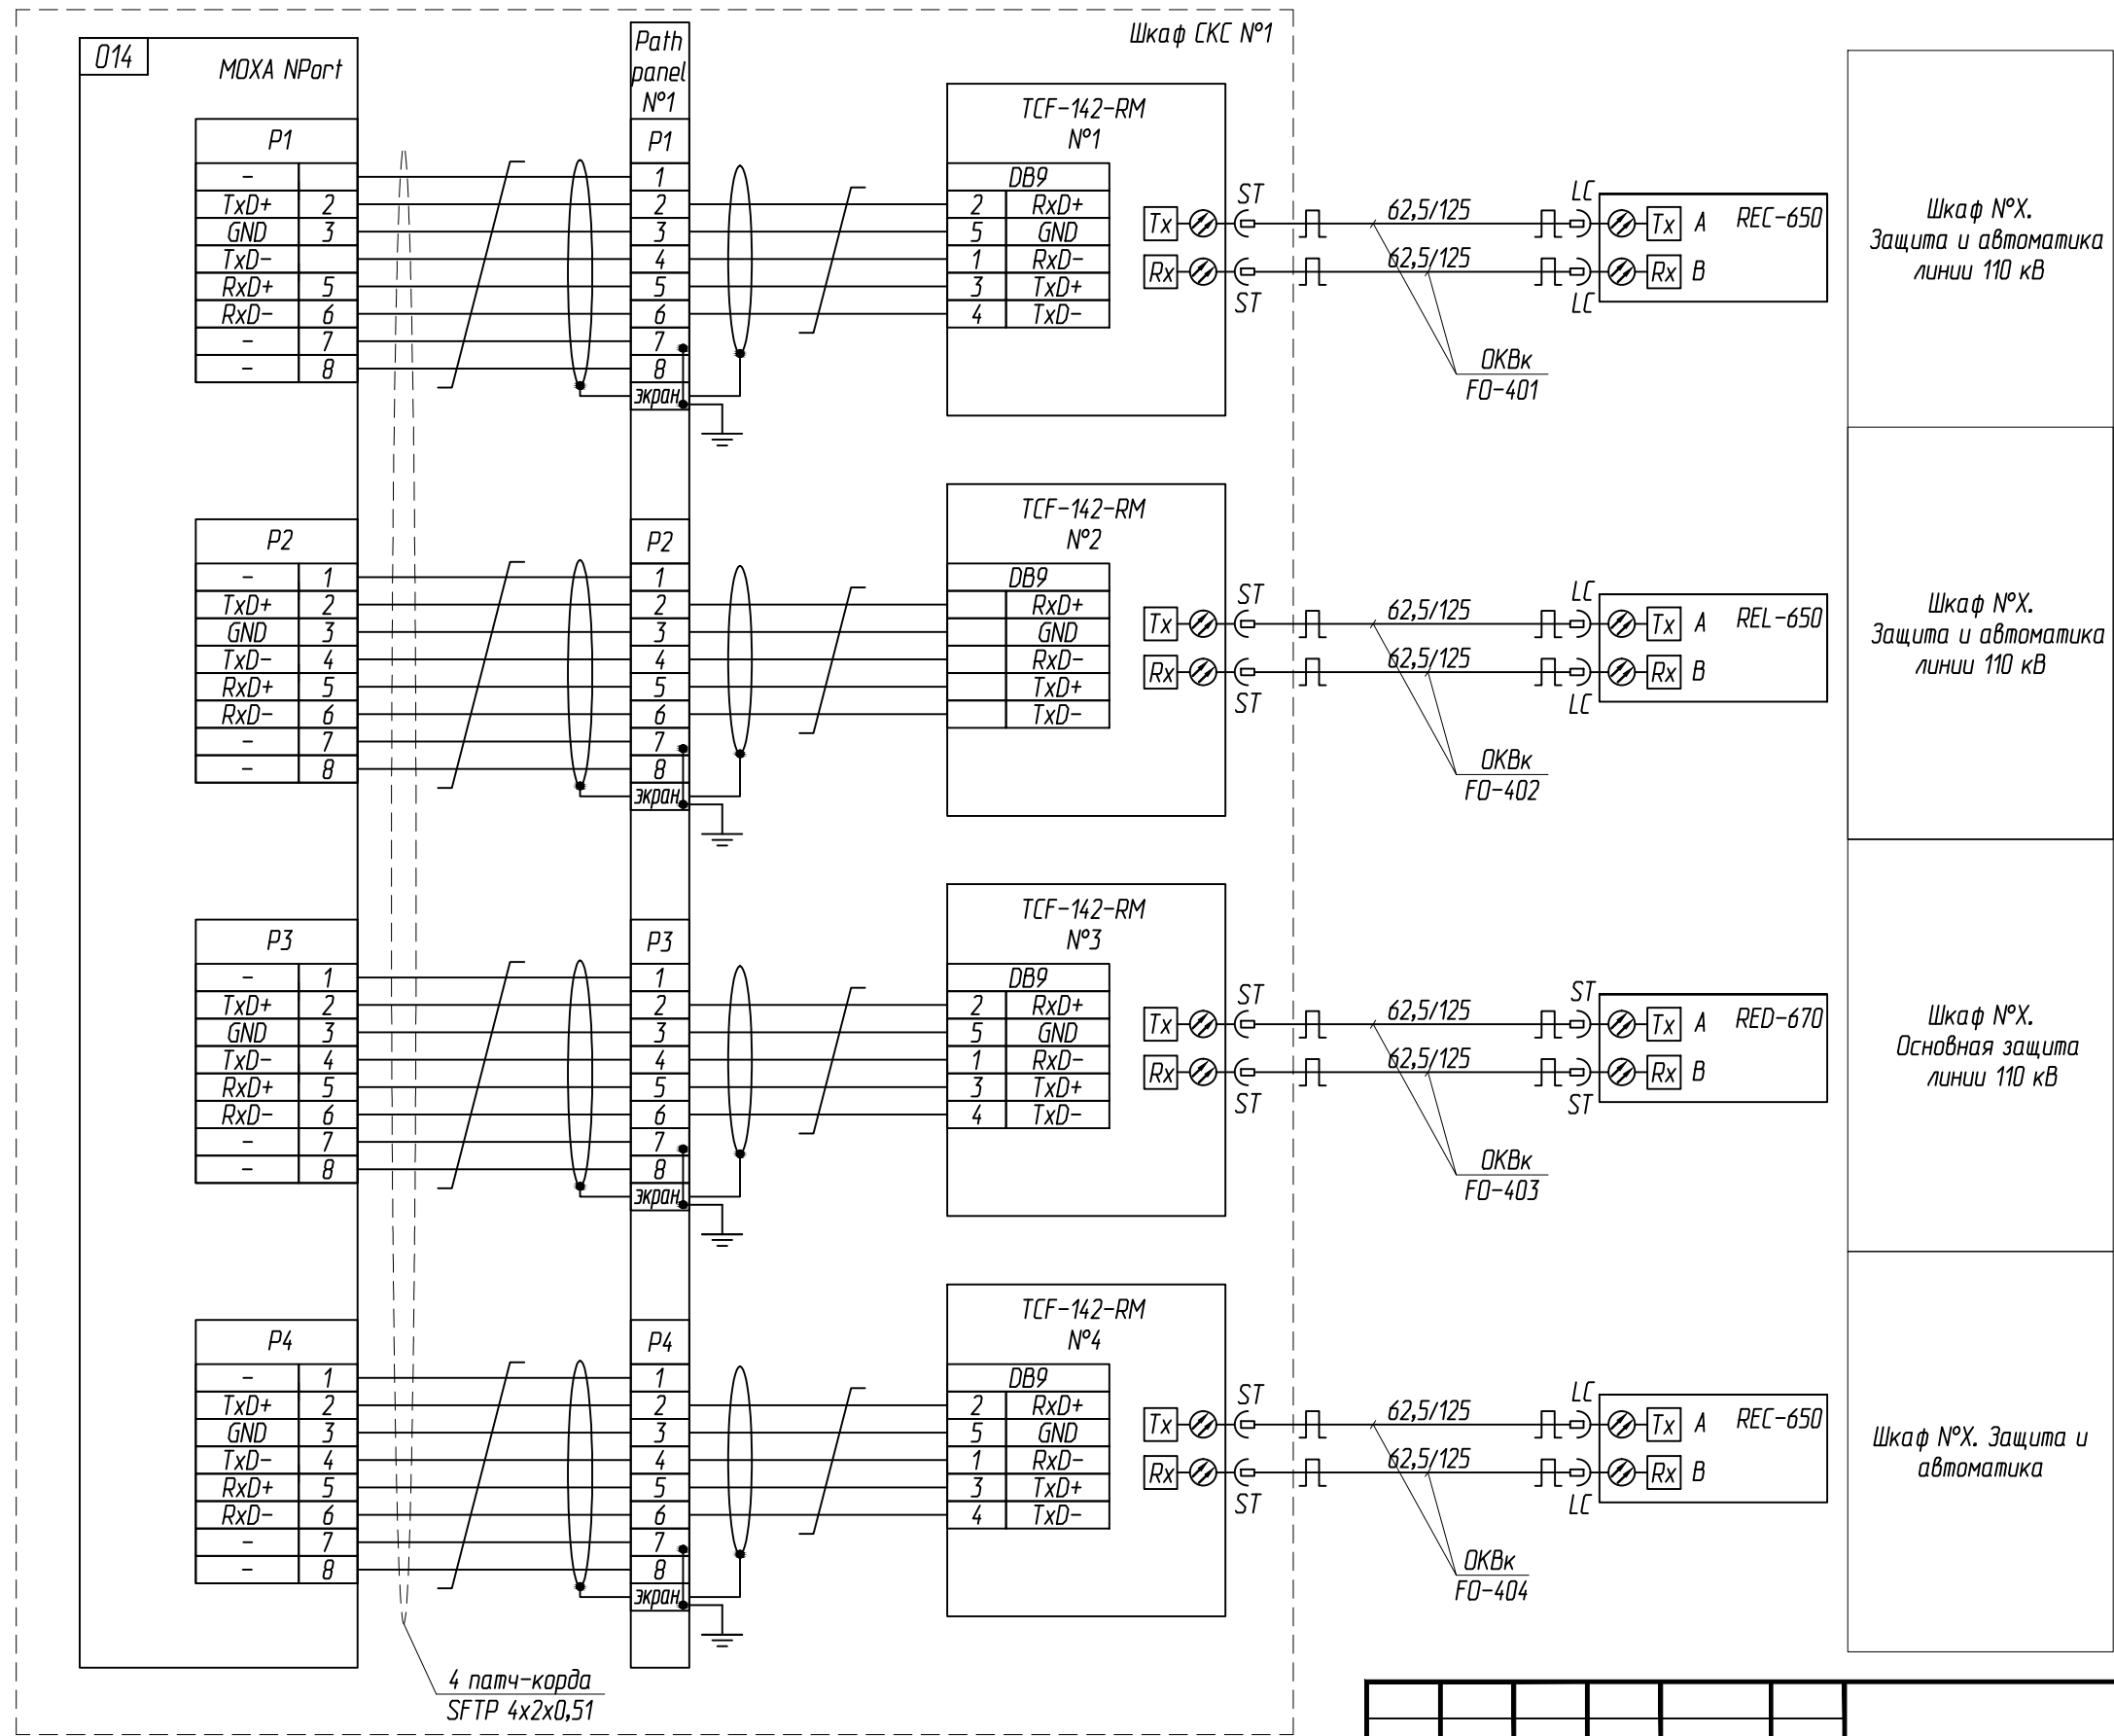 014
MOXA NPort
Path
panel
N°1
Шкаф СКС N°1
P1
- 
TxD+ 2
GND 3
TxD-
RxD+ 5
RxD- 6
- 7
- 8
P1
1
2
3
4
5
6
7
8
экран
TCF-142-RM
N°1
DB9
2 RxD+
5 GND
1 RxD-
3 TxD+
4 TxD-
Tx
Rx
ST
ST
62,5/125
62,5/125
ОКВк
FO-401
LC
LC
Tx A REC-650
Rx B
Шкаф N°X.
Защита и автоматика
линии 110 кВ
P2
- 1
TxD+ 2
GND 3
TxD- 4
RxD+ 5
RxD- 6
- 7
- 8
P2
1
2
3
4
5
6
7
8
экран
TCF-142-RM
N°2
DB9
RxD+
GND
RxD-
TxD+
TxD-
Tx
Rx
ST
ST
62,5/125
62,5/125
ОКВк
FO-402
LC
LC
Tx A REL-650
Rx B
Шкаф N°X.
Защита и автоматика
линии 110 кВ
P3
- 1
TxD+ 2
GND 3
TxD- 4
RxD+ 5
RxD- 6
- 7
- 8
P3
1
2
3
4
5
6
7
8
экран
TCF-142-RM
N°3
DB9
2 RxD+
5 GND
1 RxD-
3 TxD+
4 TxD-
Tx
Rx
ST
ST
62,5/125
62,5/125
ОКВк
FO-403
ST
ST
Tx A RED-670
Rx B
Шкаф N°X.
Основная защита
линии 110 кВ
P4
- 1
TxD+ 2
GND 3
TxD- 4
RxD+ 5
RxD- 6
- 7
- 8
P4
1
2
3
4
5
6
7
8
экран
TCF-142-RM
N°4
DB9
2 RxD+
5 GND
1 RxD-
3 TxD+
4 TxD-
Tx
Rx
ST
ST
62,5/125
62,5/125
ОКВк
FO-404
LC
LC
Tx A REC-650
Rx B
Шкаф N°X. Защита и
автоматика
4 патч-корда
SFTP 4x2x0,51